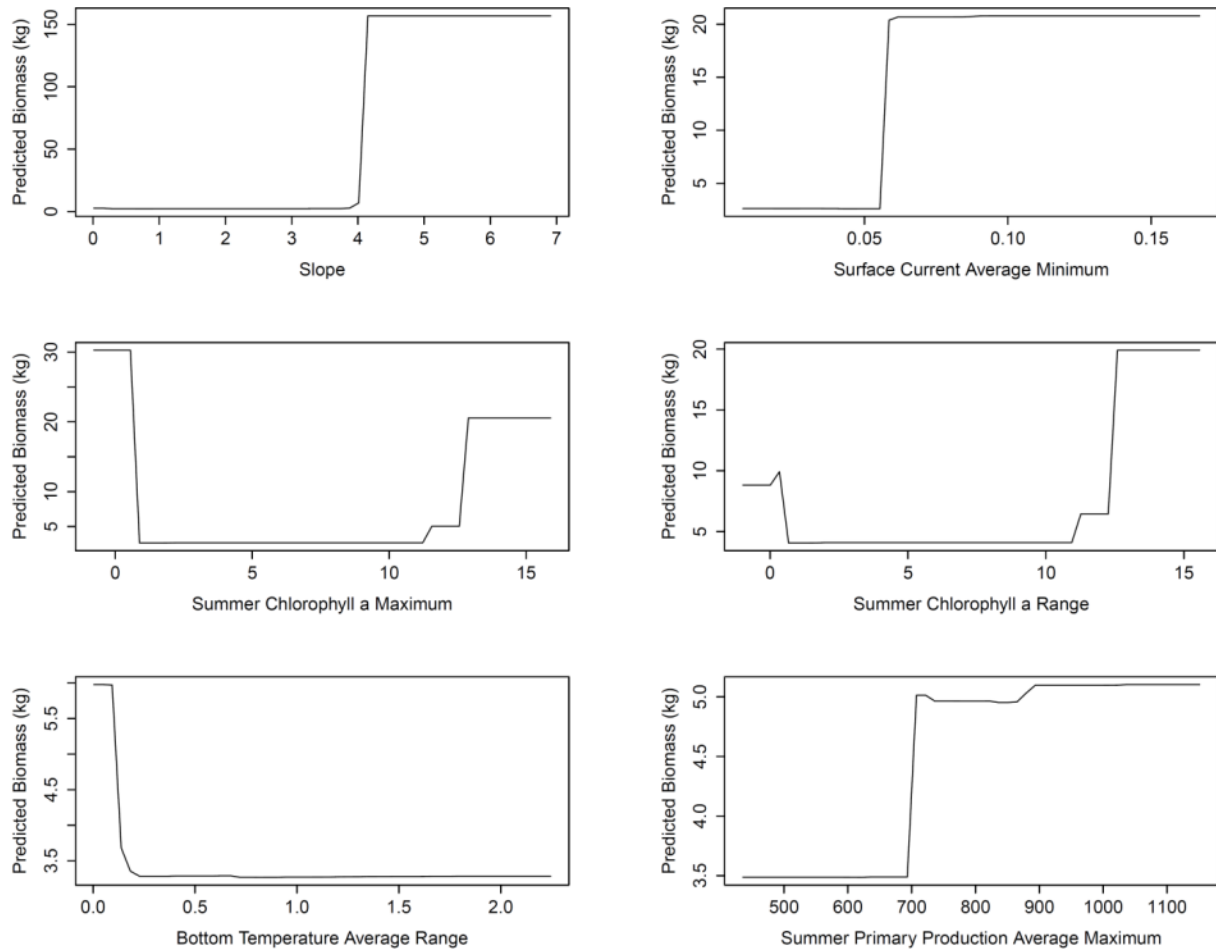 Predicted Biomass (kg)
0 50 100 150
0 1 2 3 4 5 6 7
Slope
Predicted Biomass (kg)
5 10 15 20
0.05 0.10 0.15
Surface Current Average Minimum
Predicted Biomass (kg)
5 10 20 30
0 5 10 15
Summer Chlorophyll a Maximum
Predicted Biomass (kg)
5 10 15 20
0 5 10 15
Summer Chlorophyll a Range
Predicted Biomass (kg)
3.5 4.5 5.5
0.0 0.5 1.0 1.5 2.0
Bottom Temperature Average Range
Predicted Biomass (kg)
3.5 4.0 4.5 5.0
500 600 700 800 900 1000 1100
Summer Primary Production Average Maximum